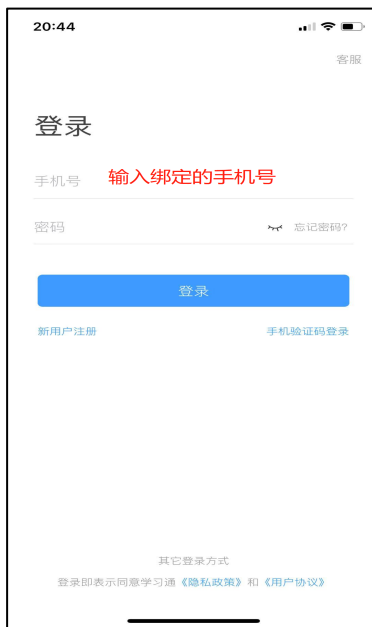 20:44
客服
登录
手机号 输入绑定的手机号
密码 忘记密码?
登录
新用户注册 手机验证码登录
其它登录方式
登录即表示同意学习通《隐私政策》和《用户协议》